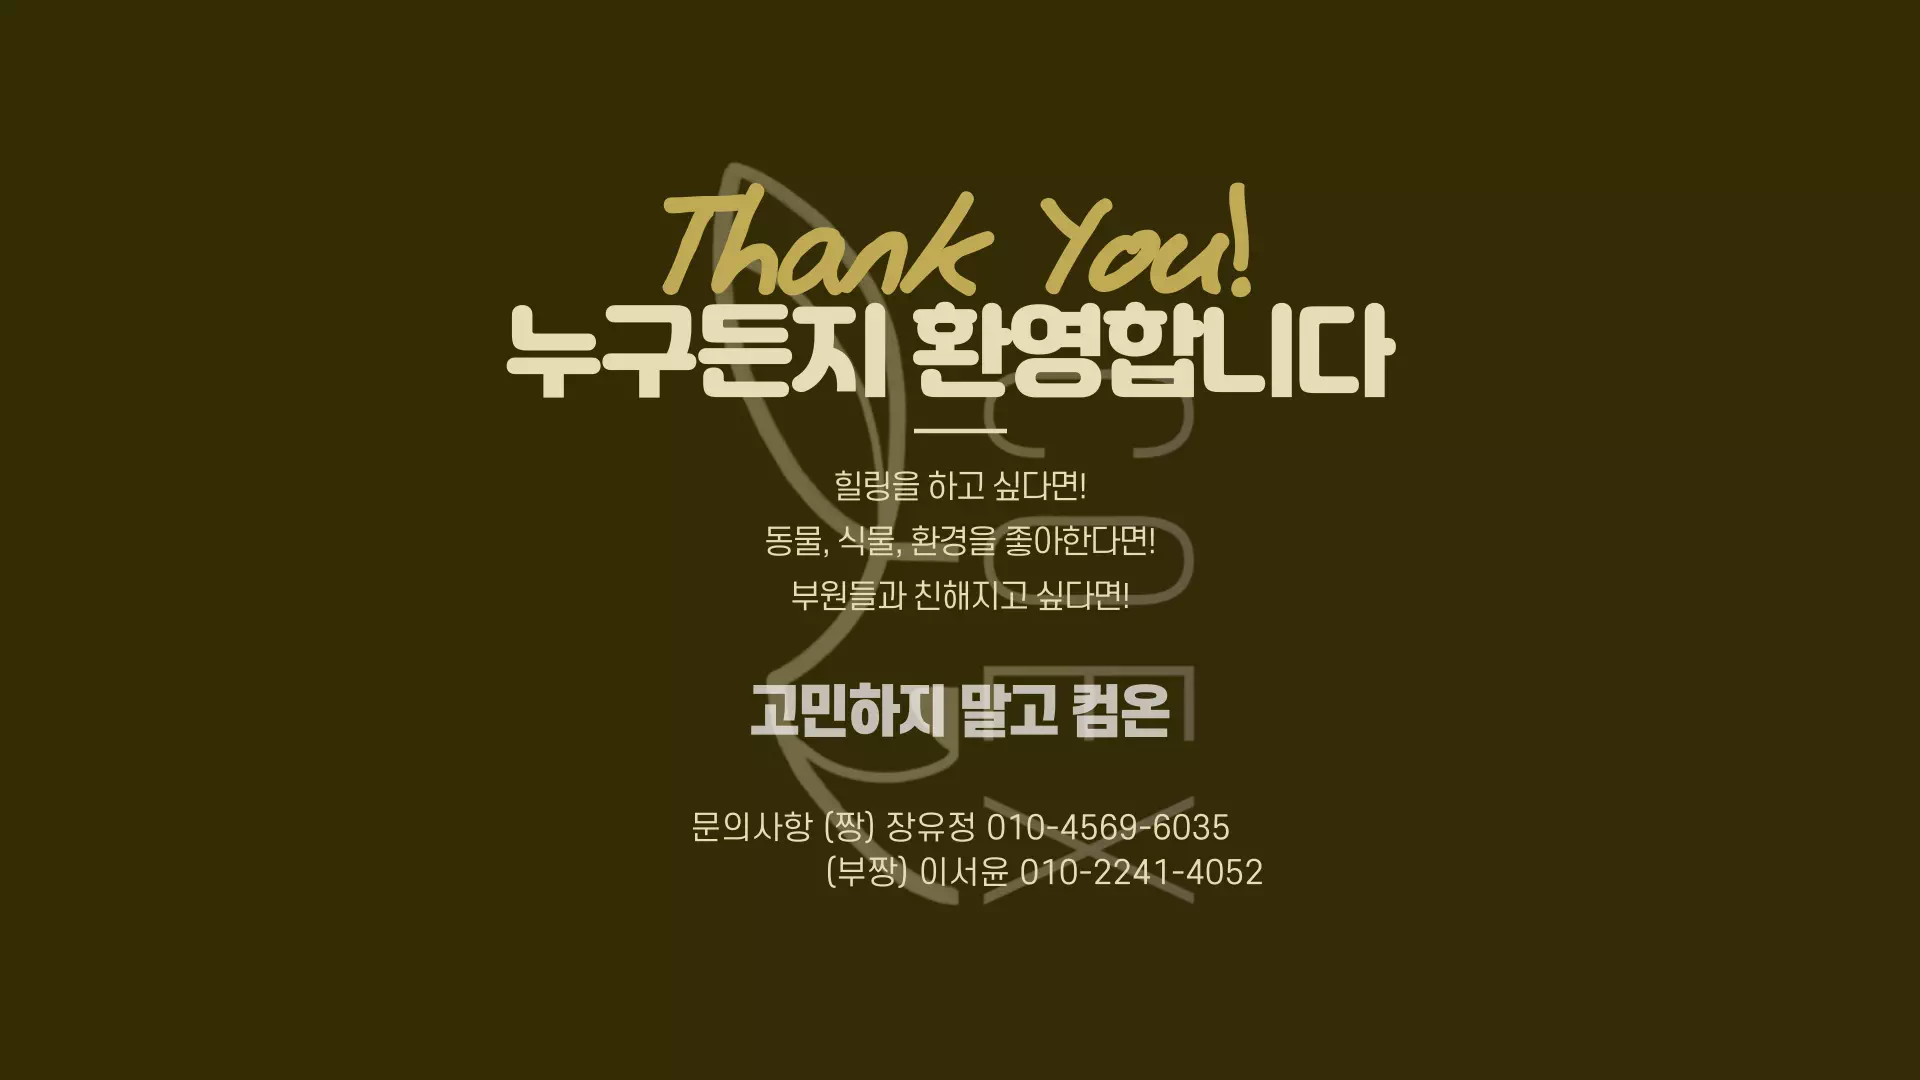 Thank You!
누구든지 환영합니다
힐링을 하고 싶다면!
동물, 식물, 환경을 좋아한다면!
부원들과 친해지고 싶다면!
고민하지 말고 컴온
문의사항 (짱) 장유정 010-4569-6035
(부짱) 이서윤 010-2241-4052
COEX